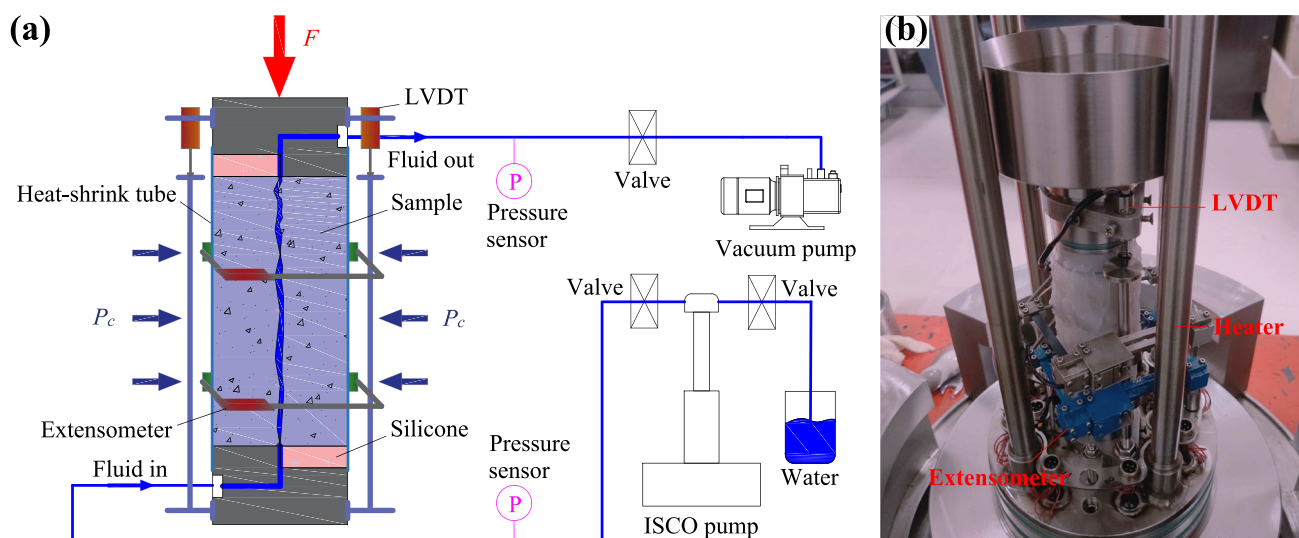 (a)
F
LVDT
Fluid out
P
Valve
Heat-shrink tube
Sample
Pressure
sensor
Vacuum pump
Valve
Valve
Pc
Pc
Extensometer
Silicone
Pressure
sensor
Fluid in
P
Water
ISCO pump
(b)
LVDT
Heater
Extensometer